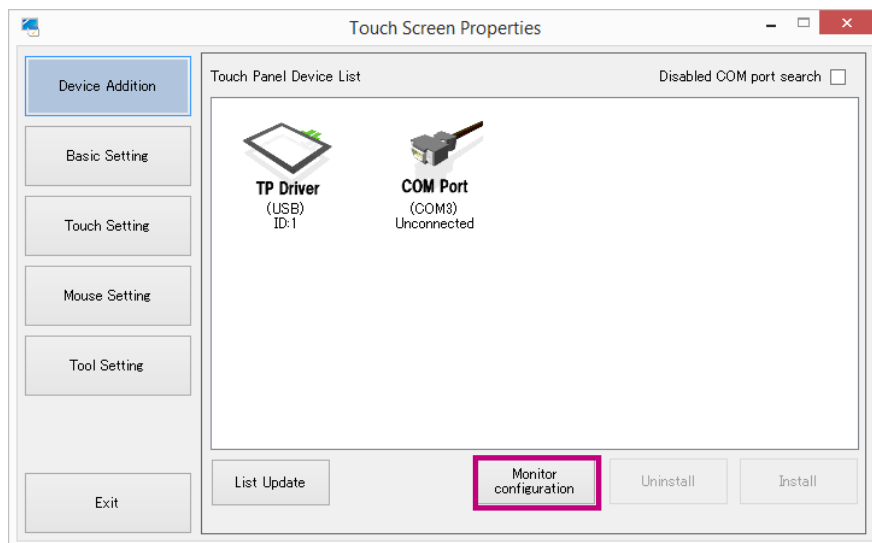 Touch Screen Properties
Device Addition
Basic Setting
Touch Setting
Mouse Setting
Tool Setting
Exit
Touch Panel Device List
Disabled COM port search
TP Driver
(USB)
ID:1
COM Port
(COM3)
Unconnected
List Update
Monitor
configuration
Uninstall
Install